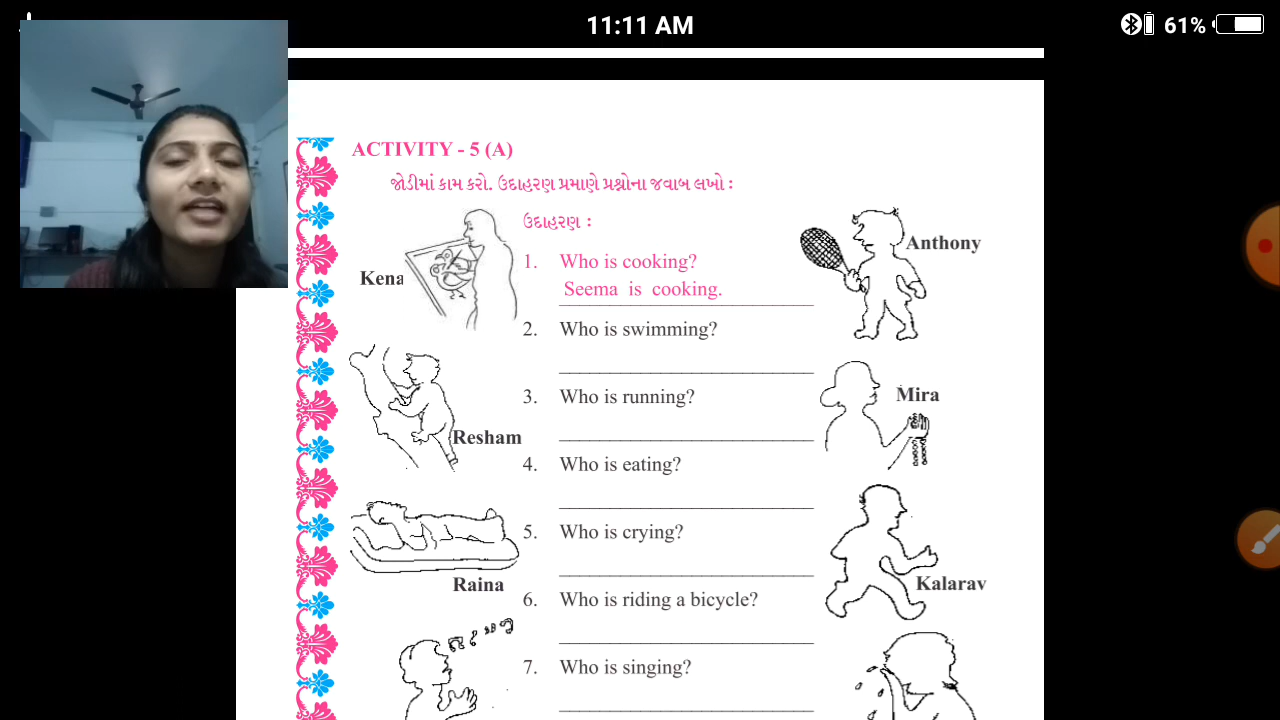 11:11 AM
61%
ACTIVITY - 5 (A)
જોડીમાં કામ કરો. ઉદાહરણ પ્રમાણે પ્રશ્નોના જવાબ લખો :
ઉદાહરણ :
Kena
Anthony
1. Who is cooking?
Seema is cooking.
2. Who is swimming?
3. Who is running?
Mira
Resham
4. Who is eating?
5. Who is crying?
Raina
Kalarav
6. Who is riding a bicycle?
7. Who is singing?